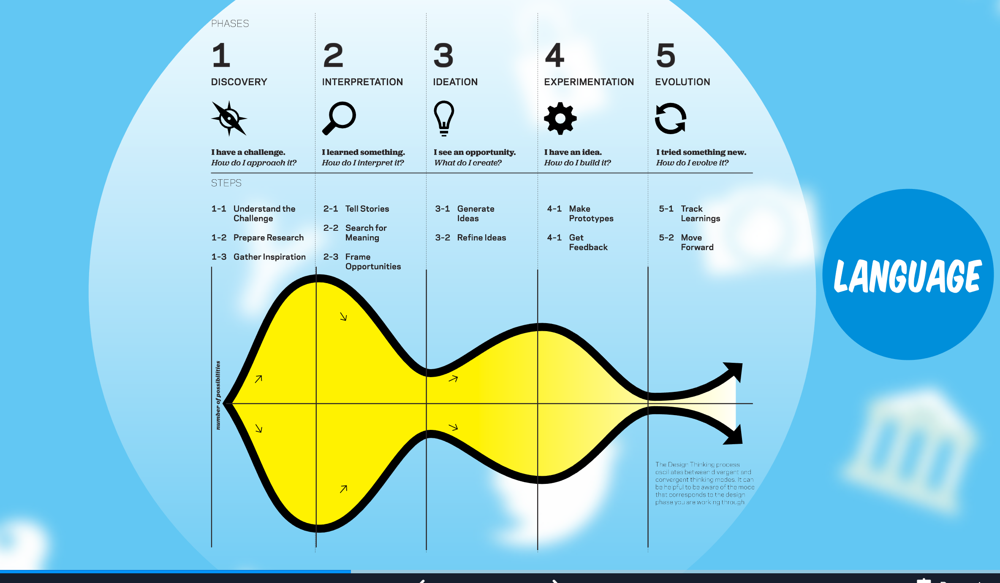 PHASES
1
DISCOVERY
I have a challenge.
How do I approach it?
2
INTERPRETATION
I learned something.
How do I interpret it?
3
IDEATION
I see an opportunity.
What do I create?
4
EXPERIMENTATION
I have an idea.
How do I build it?
5
EVOLUTION
I tried something new.
How do I evolve it?
STEPS
1-1 Understand the
Challenge
1-2 Prepare Research
1-3 Gather Inspiration
2-1 Tell Stories
2-2 Search for
Meaning
2-3 Frame
Opportunities
3-1 Generate
Ideas
3-2 Refine Ideas
4-1 Make
Prototypes
4-1 Get
Feedback
5-1 Track
Learnings
5-2 Move
Forward
number of possibilities
The Design Thinking process
oscillates between divergent and
convergent thinking modes. It can
be helpful to be aware of the mode
that corresponds to the design
phase you are working through
LANGUAGE